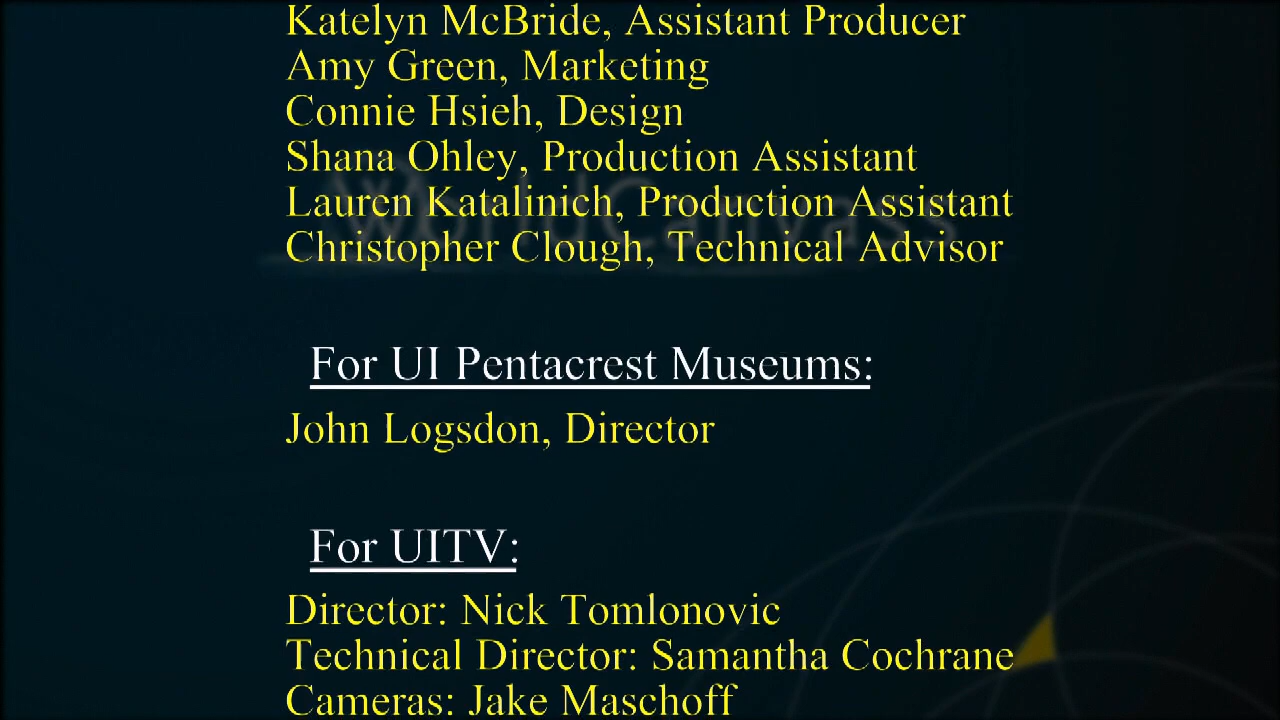 Katelyn McBride, Assistant Producer
Amy Green, Marketing
Connie Hsieh, Design
Shana Ohley, Production Assistant
Lauren Katalinich, Production Assistant
Christopher Clough, Technical Advisor
WorldCanvass
For UI Pentacrest Museums:
John Logsdon, Director
For UITV:
Director: Nick Tomlonovic
Technical Director: Samantha Cochrane
Cameras: Jake Maschoff